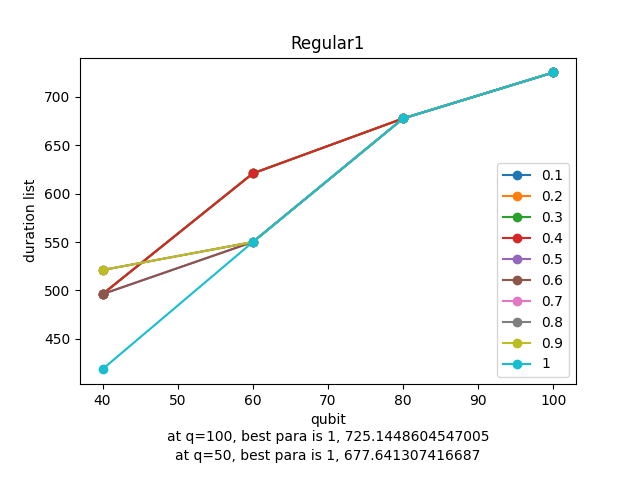 Regular1
duration list
700
650
600
550
500
450
0.1
0.2
0.3
0.4
0.5
0.6
0.7
0.8
0.9
1
40 50 60 70 80 90 100
qubit
at q=100, best para is 1, 725.1448604547005
at q=50, best para is 1, 677.641307416687